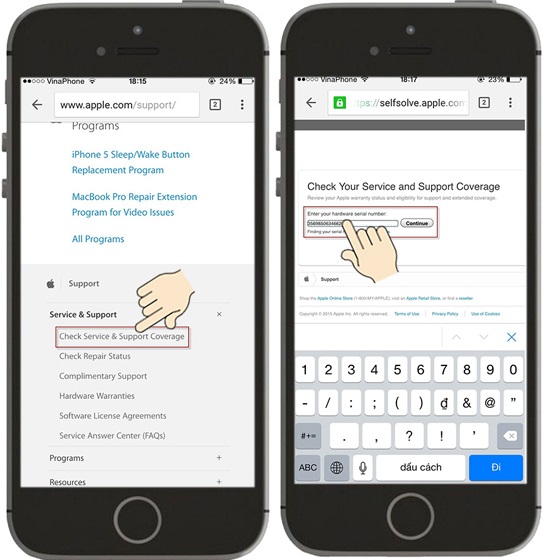 ●●○○○ VinaPhone 18:15 24%
www.apple.com/support/ 2
Programs
iPhone 5 Sleep/Wake Button
Replacement Program
MacBook Pro Repair Extension
Program for Video Issues
All Programs
Support
Service & Support ×
Check Service & Support Coverage
Check Repair Status
Complimentary Support
Hardware Warranties
Software License Agreements
Service Answer Center (FAQs)
Programs +
Resources +
●●○○○ VinaPhone 18:17 23%
ps://selfsolve.apple.com 2
Check Your Service and Support Coverage
Review your Apple warranty status and eligibility for support and extended coverage.
Enter your hardware serial number:
Continue
Finding your serial
Support
Shop the Apple Online Store (1-800-MY-APPLE), visit an Apple Retail Store, or find a reseller.
Copyright © 2015 Apple Inc. All rights reserved. Terms of Use | Privacy Policy | Use of Cookies
1 2 3 4 5 6 7 8 9 0
- / : ; ( ) ₫ & @ ”
#+= . , ? ! ’
ABC dấu cách Đi